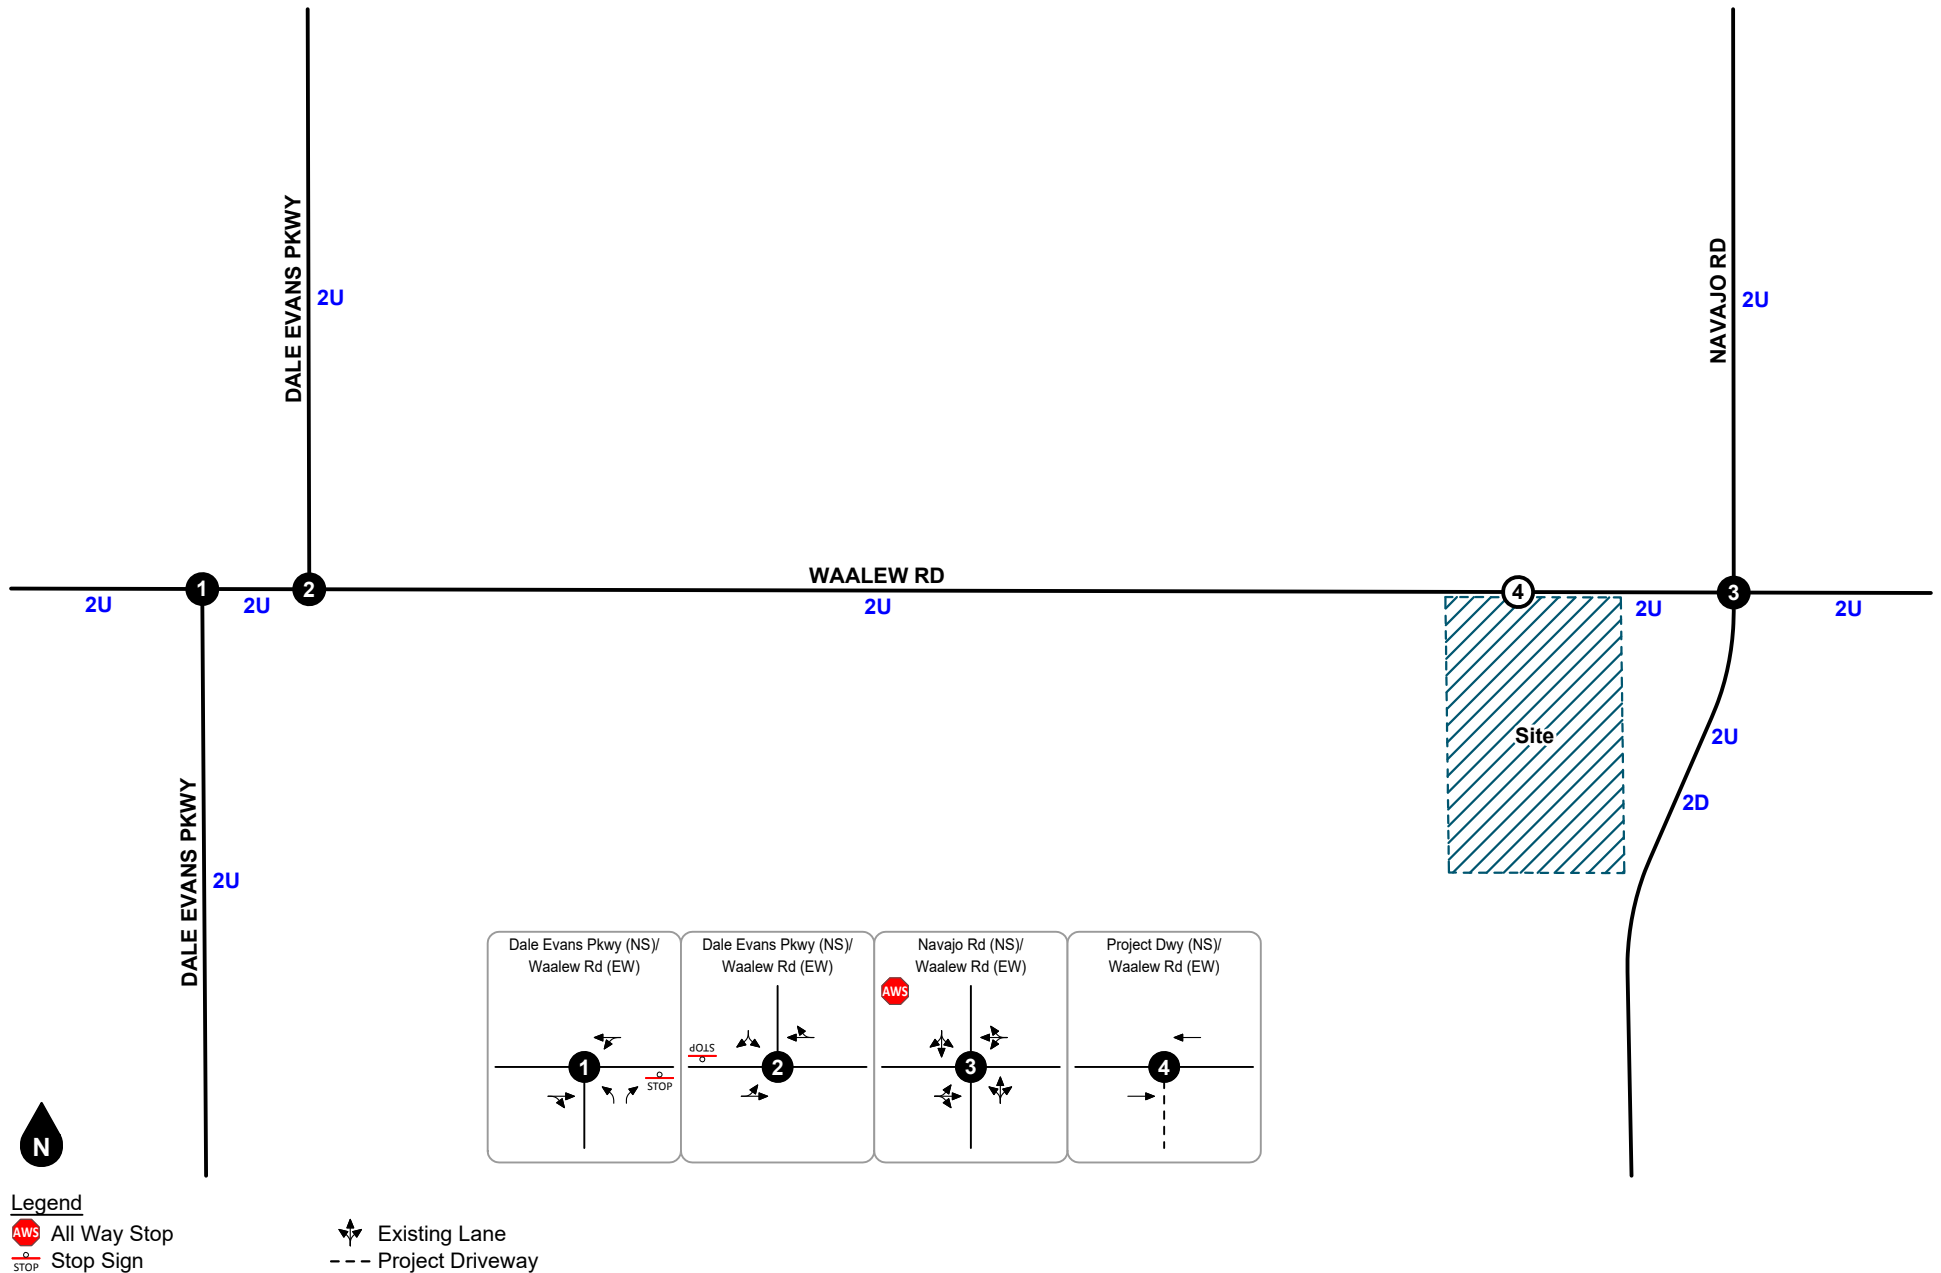 DALE EVANS PKWY
2U
NAVAJO RD
2U
WAALEW RD
1
2
4
3
2U
2U
2U
2U
2U
Site
2U
2D
DALE EVANS PKWY
2U
Dale Evans Pkwy (NS)/
Waalew Rd (EW)
1
STOP
Dale Evans Pkwy (NS)/
Waalew Rd (EW)
STOP
2
Navajo Rd (NS)/
Waalew Rd (EW)
AWS
3
Project Dwy (NS)/
Waalew Rd (EW)
4
N
Legend
AWS All Way Stop
STOP Stop Sign
Existing Lane
Project Driveway